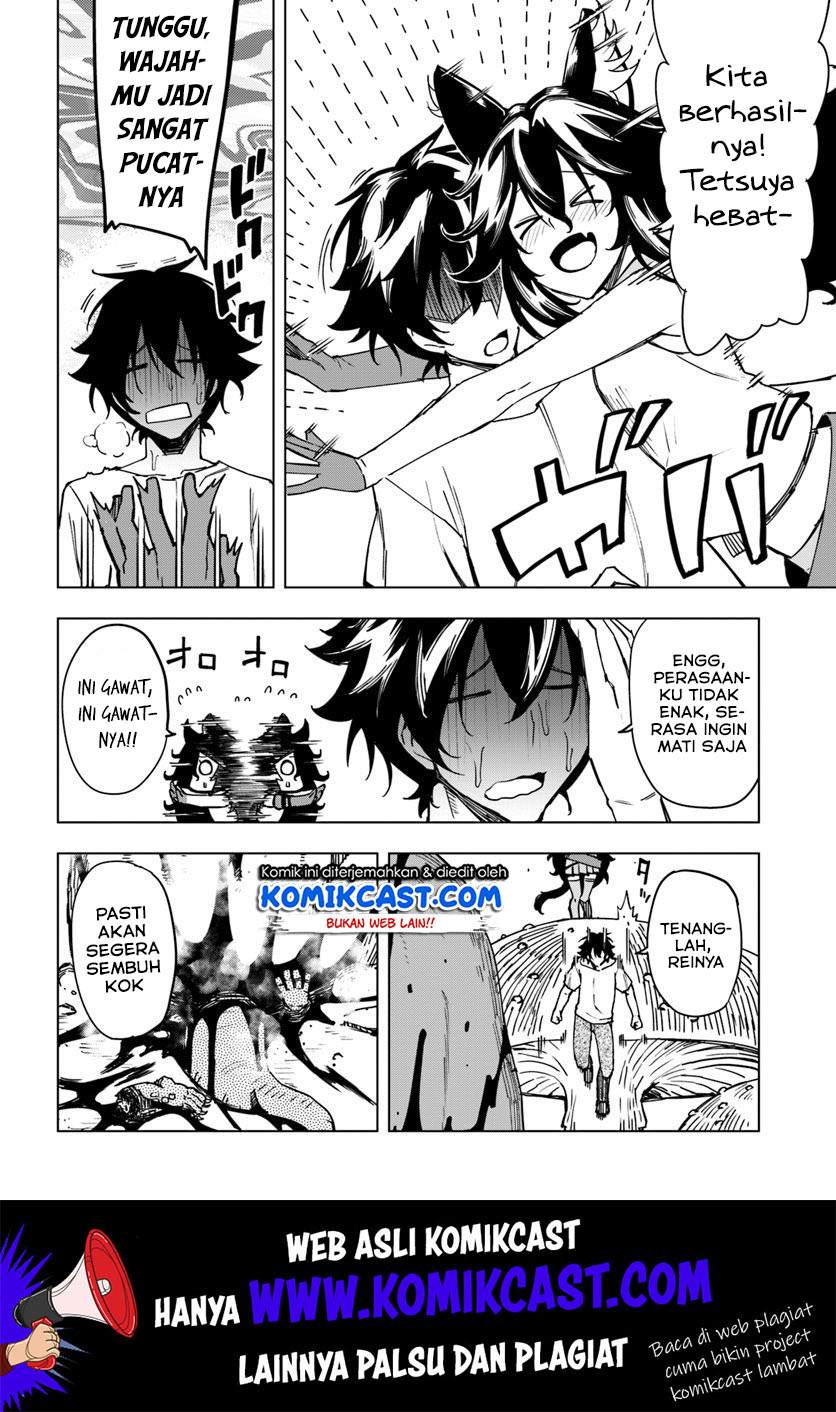 Kita
Berhasil-
nya!
Tetsuya
hebat-
ガバ
TUNGGU,
WAJAH-
MU JADI
SANGAT
PUCAT-
NYA
ドク
ドク
ENGG,
PERASAAN-
KU TIDAK
ENAK, SE-
RASA INGIN
MATI SAJA
オロ
オロ
INI GAWAT,
INI GAWAT-
NYA!!
TENANG-
LAH,
REINYA
Komik ini diterjemahkan & diedit oleh
KOMIKCAST.COM
BUKAN WEB LAIN!!
PASTI
AKAN
SEGERA
SEMBUH
KOK
WEB ASLI KOMIKCAST
HANYA WWW.KOMIKCAST.COM
LAINNYA PALSU DAN PLAGIAT
Baca di web plagiat
cuma bikin project
komikcast lambat